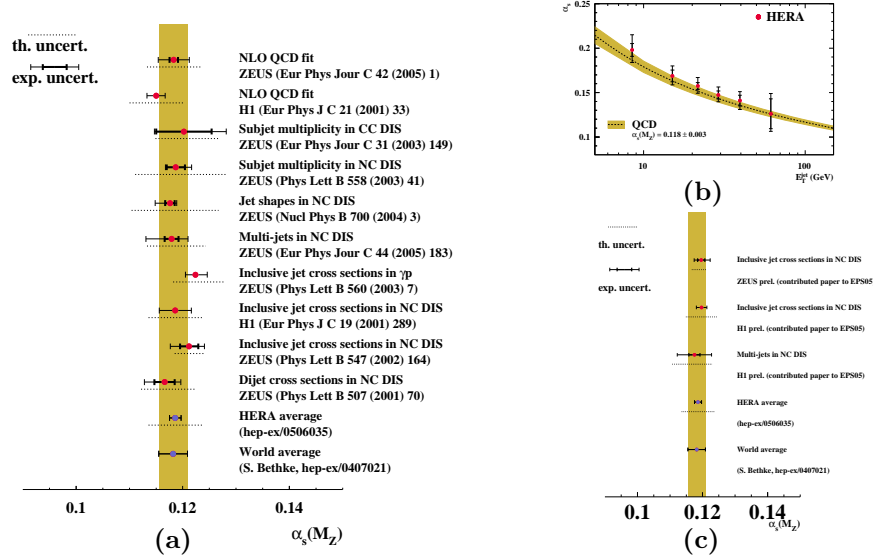 th. uncert.
exp. uncert.
NLO QCD fit
ZEUS (Eur Phys Jour C 42 (2005) 1)
NLO QCD fit
H1 (Eur Phys J C 21 (2001) 33)
Subjet multiplicity in CC DIS
ZEUS (Eur Phys Jour C 31 (2003) 149)
Subjet multiplicity in NC DIS
ZEUS (Phys Lett B 558 (2003) 41)
Jet shapes in NC DIS
ZEUS (Nucl Phys B 700 (2004) 3)
Multi-jets in NC DIS
ZEUS (Eur Phys Jour C 44 (2005) 183)
Inclusive jet cross sections in γp
ZEUS (Phys Lett B 560 (2003) 7)
Inclusive jet cross sections in NC DIS
H1 (Eur Phys J C 19 (2001) 289)
Inclusive jet cross sections in NC DIS
ZEUS (Phys Lett B 547 (2002) 164)
Dijet cross sections in NC DIS
ZEUS (Phys Lett B 507 (2001) 70)
HERA average
(hep-ex/0506035)
World average
(S. Bethke, hep-ex/0407021)
0.1 0.12 0.14
(a) αs(MZ)
αs
0.25
0.2
0.15
0.1
HERA
QCD
αs(MZ) = 0.118 ± 0.003
10 100
(b) E_T^jet (GeV)
th. uncert.
exp. uncert.
Inclusive jet cross sections in NC DIS
ZEUS prel. (contributed paper to EPS05)
Inclusive jet cross sections in NC DIS
H1 prel. (contributed paper to EPS05)
Multi-jets in NC DIS
H1 prel. (contributed paper to EPS05)
HERA average
(hep-ex/0506035)
World average
(S. Bethke, hep-ex/0407021)
0.1 0.12 0.14
(c) αs(MZ)